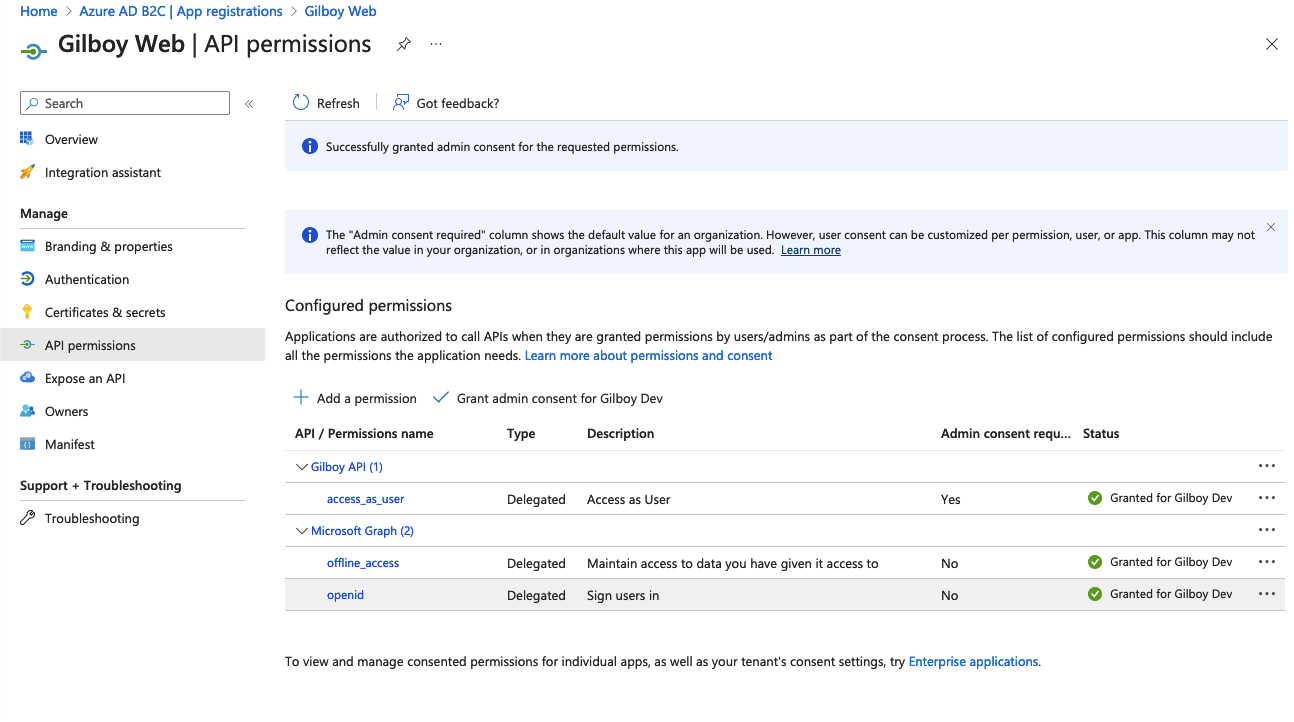 Home > Azure AD B2C | App registrations > Gilboy Web
Gilboy Web | API permissions
Search
Refresh
Got feedback?
Overview
Integration assistant
Manage
Branding & properties
Authentication
Certificates & secrets
API permissions
Expose an API
Owners
Manifest
Support + Troubleshooting
Troubleshooting
Successfully granted admin consent for the requested permissions.
The "Admin consent required" column shows the default value for an organization. However, user consent can be customized per permission, user, or app. This column may not
reflect the value in your organization, or in organizations where this app will be used. Learn more
Configured permissions
Applications are authorized to call APIs when they are granted permissions by users/admins as part of the consent process. The list of configured permissions should include
all the permissions the application needs. Learn more about permissions and consent
Add a permission Grant admin consent for Gilboy Dev
API / Permissions name Type Description Admin consent requ... Status
Gilboy API (1)
access_as_user Delegated Access as User Yes Granted for Gilboy Dev
Microsoft Graph (2)
offline_access Delegated Maintain access to data you have given it access to No Granted for Gilboy Dev
openid Delegated Sign users in No Granted for Gilboy Dev
To view and manage consented permissions for individual apps, as well as your tenant's consent settings, try Enterprise applications.